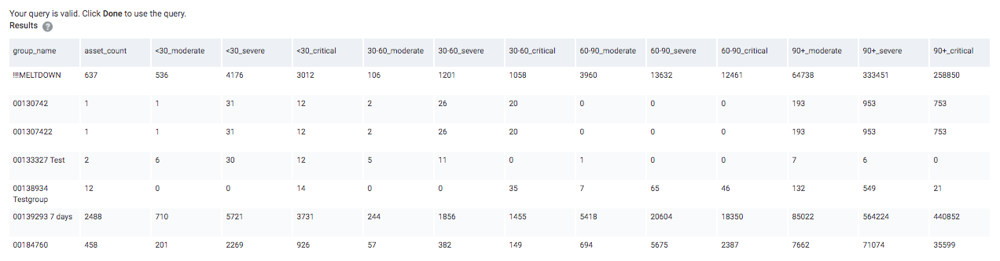 Your query is valid. Click Done to use the query.
Results ?
group_name asset_count <30_moderate <30_severe <30_critical 30-60_moderate 30-60_severe 30-60_critical 60-90_moderate 60-90_severe 60-90_critical 90+_moderate 90+_severe 90+_critical
!!!MELTDOWN 637 536 4176 3012 106 1201 1058 3960 13632 12461 64738 333451 258850
00130742 1 1 31 12 2 26 20 0 0 0 193 953 753
001307422 1 1 31 12 2 26 20 0 0 0 193 953 753
00133327 Test 2 6 30 12 5 11 0 1 0 0 7 6 0
00138934 12 0 0 14 0 0 35 7 65 46 132 549 21
Testgroup
00139293 7 days 2488 710 5721 3731 244 1856 1455 5418 20604 18350 85022 564224 440852
00184760 458 201 2269 926 57 382 149 694 5675 2387 7662 71074 35599